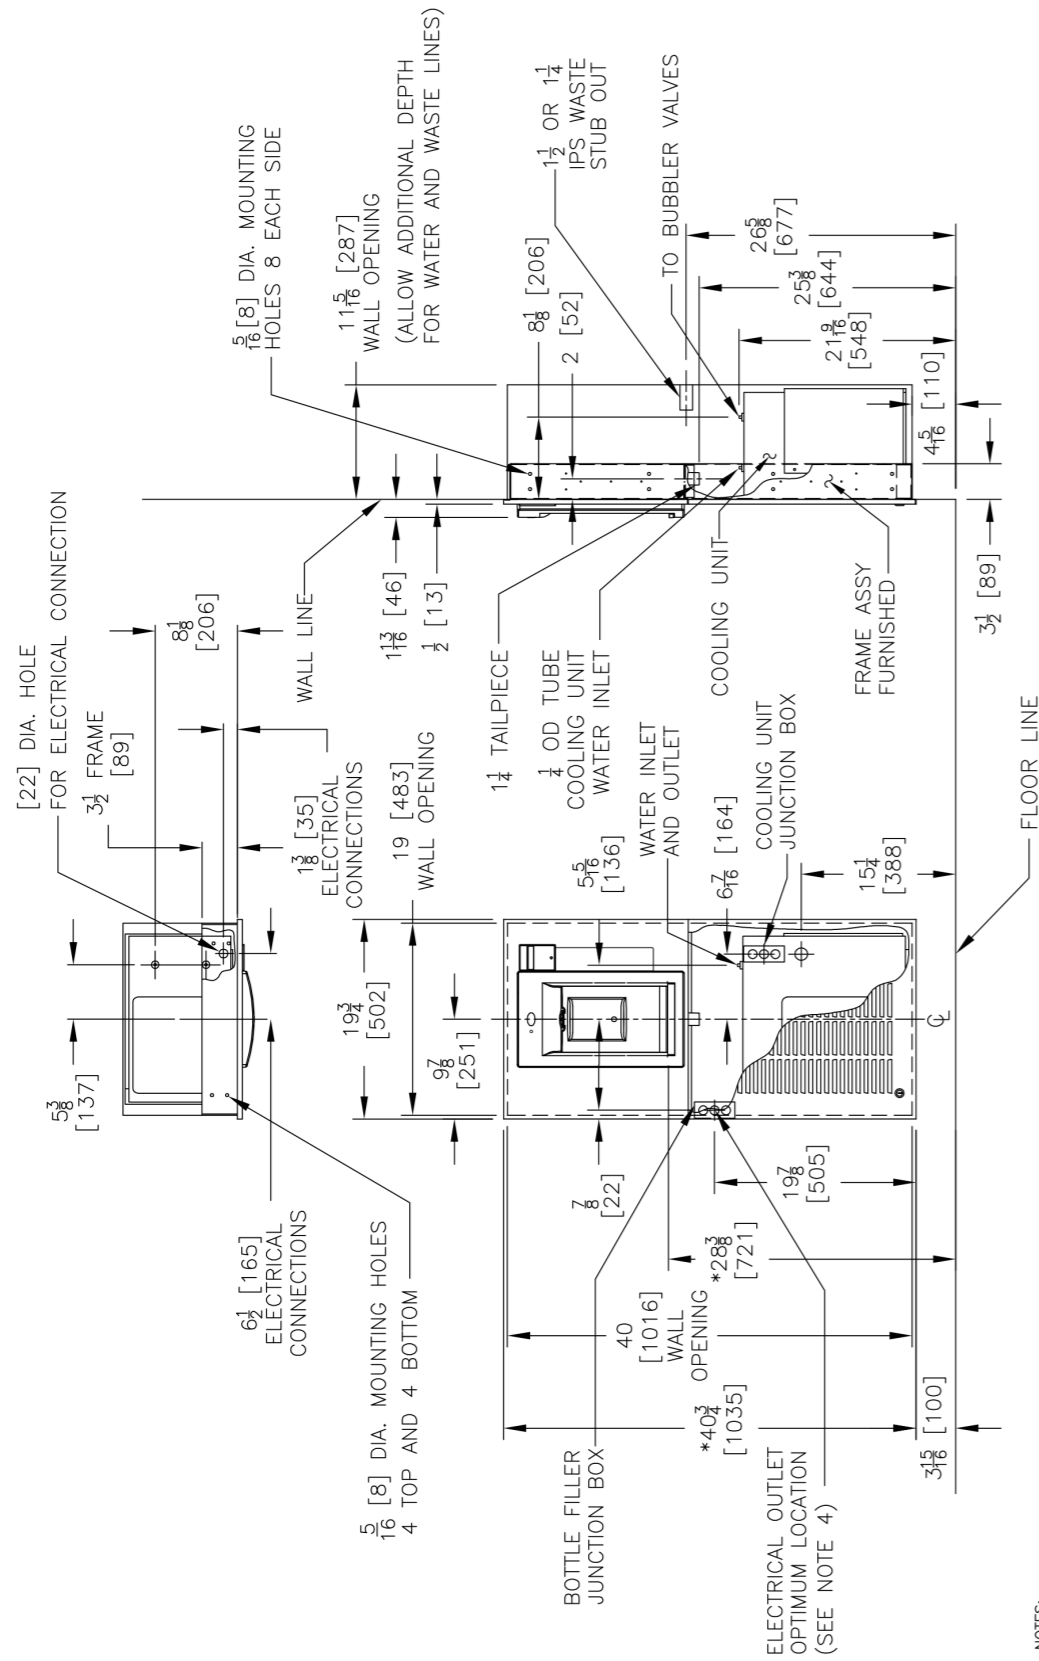 [22] DIA. HOLE
FOR ELECTRICAL CONNECTION
3 1/2 FRAME
[89]
8 1/8
[206]
5 3/8
[137]
1 3/8 [35]
ELECTRICAL
CONNECTIONS
6 1/2 [165]
ELECTRICAL
CONNECTIONS
5/16 [8] DIA. MOUNTING HOLES
4 TOP AND 4 BOTTOM
5/16 [8] DIA. MOUNTING
HOLES 8 EACH SIDE
11 5/16 [287]
WALL OPENING
(ALLOW ADDITIONAL DEPTH
FOR WATER AND WASTE LINES)
8 1/8 [206]
2 [52]
1 1/2 OR 1 1/4
IPS WASTE
STUB OUT
TO BUBBLER VALVES
WALL LINE
1 13/16 [46]
1/2 [13]
1 1/4 TAILPIECE
1/4 OD TUBE
COOLING UNIT
WATER INLET
COOLING UNIT
FRAME ASSY
FURNISHED
26 5/8
[677]
25 3/8
[644]
21 9/16
[548]
4 5/16 [110]
3 1/2 [89]
19 [483]
WALL OPENING
19 3/4
[502]
9 7/8
[251]
5 5/16
[136]
WATER INLET
AND OUTLET
6 7/16 [164]
COOLING UNIT
JUNCTION BOX
15 1/4
[388]
7/8
[22]
19 7/8
[505]
*28 3/8
[721]
40
[1016]
WALL
OPENING
*40 3/4
[1035]
3 15/16 [100]
BOTTLE FILLER
JUNCTION BOX
ELECTRICAL OUTLET
OPTIMUM LOCATION
(SEE NOTE 4)
℄
FLOOR LINE
NOTES: